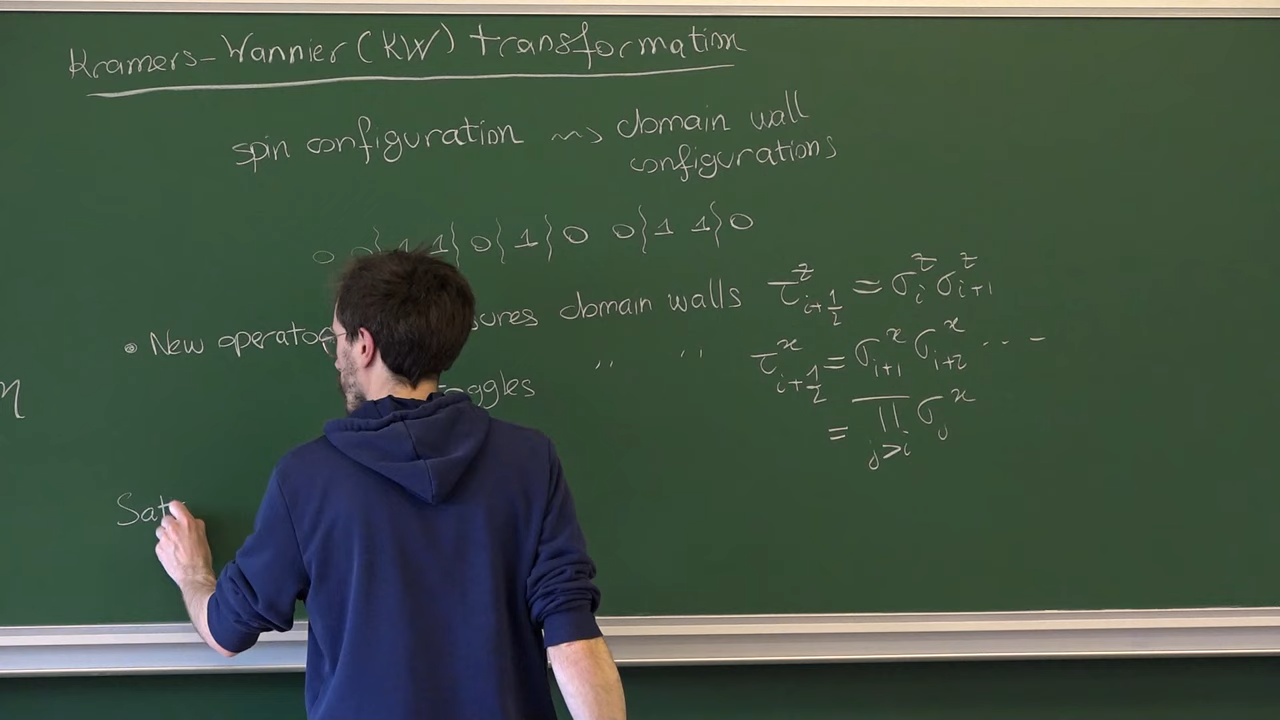 Kramers-Wannier (KW) transformation
spin configuration ⇝ domain wall
configurations
0 0}1 1}0}1}0 0}1 1}0
• New operato domain walls τ^z_{i+1/2} = σ^z_i σ^z_{i+1}
ggles " " τ^x_{i+1/2} = σ^x_{i+1} σ^x_{i+2} ...
= ∏_{j>i} σ^x_j
η
Sat